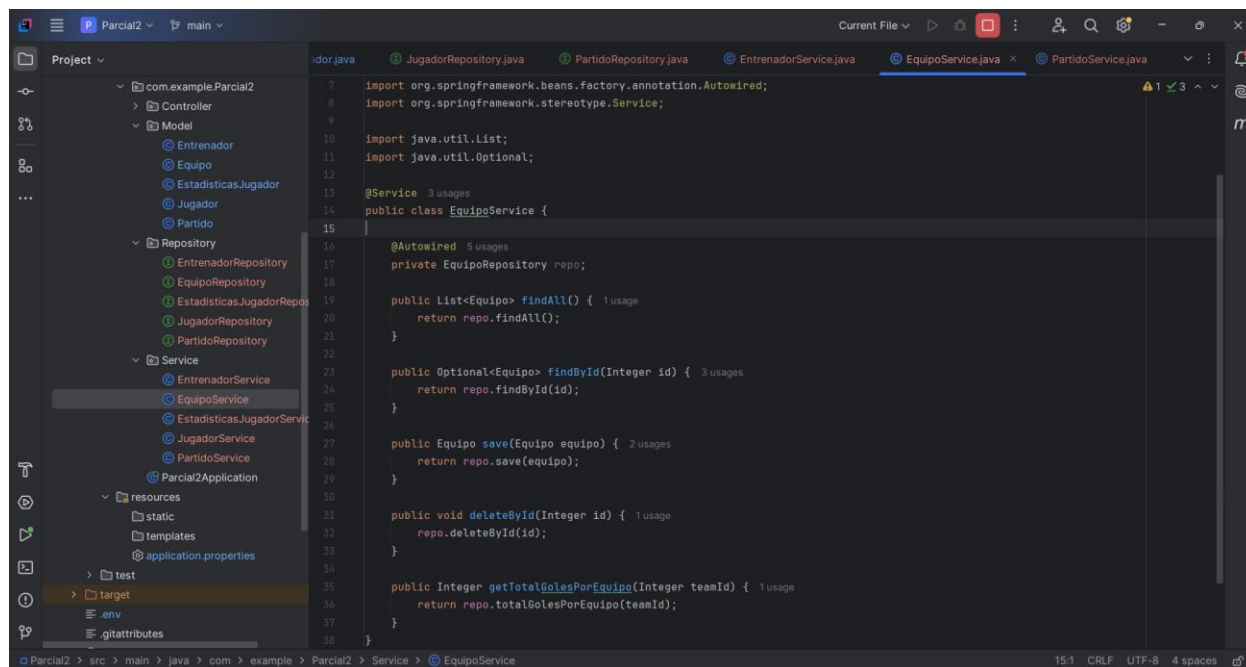 P Parcial2 main Current File
Project
dor.java JugadorRepository.java PartidoRepository.java EntrenadorService.java EquipoService.java × PartidoService.java
com.example.Parcial2
Controller
Model
Entrenador
Equipo
EstadisticasJugador
Jugador
Partido
Repository
EntrenadorRepository
EquipoRepository
EstadisticasJugadorRepos
JugadorRepository
PartidoRepository
Service
EntrenadorService
EquipoService
EstadisticasJugadorServic
JugadorService
PartidoService
Parcial2Application
resources
static
templates
application.properties
test
target
.env
.gitattributes
1 3
7 import org.springframework.beans.factory.annotation.Autowired;
8 import org.springframework.stereotype.Service;
9
10 import java.util.List;
11 import java.util.Optional;
12
13 @Service 3 usages
14 public class EquipoService {
15
16 @Autowired 5 usages
17 private EquipoRepository repo;
18
19 public List<Equipo> findAll() { 1 usage
20 return repo.findAll();
21 }
22
23 public Optional<Equipo> findById(Integer id) { 3 usages
24 return repo.findById(id);
25 }
26
27 public Equipo save(Equipo equipo) { 2 usages
28 return repo.save(equipo);
29 }
30
31 public void deleteById(Integer id) { 1 usage
32 repo.deleteById(id);
33 }
34
35 public Integer getTotalGolesPorEquipo(Integer teamId) { 1 usage
36 return repo.totalGolesPorEquipo(teamId);
37 }
38 }
m
Parcial2 > src > main > java > com > example > Parcial2 > Service > EquipoService 15:1 CRLF UTF-8 4 spaces